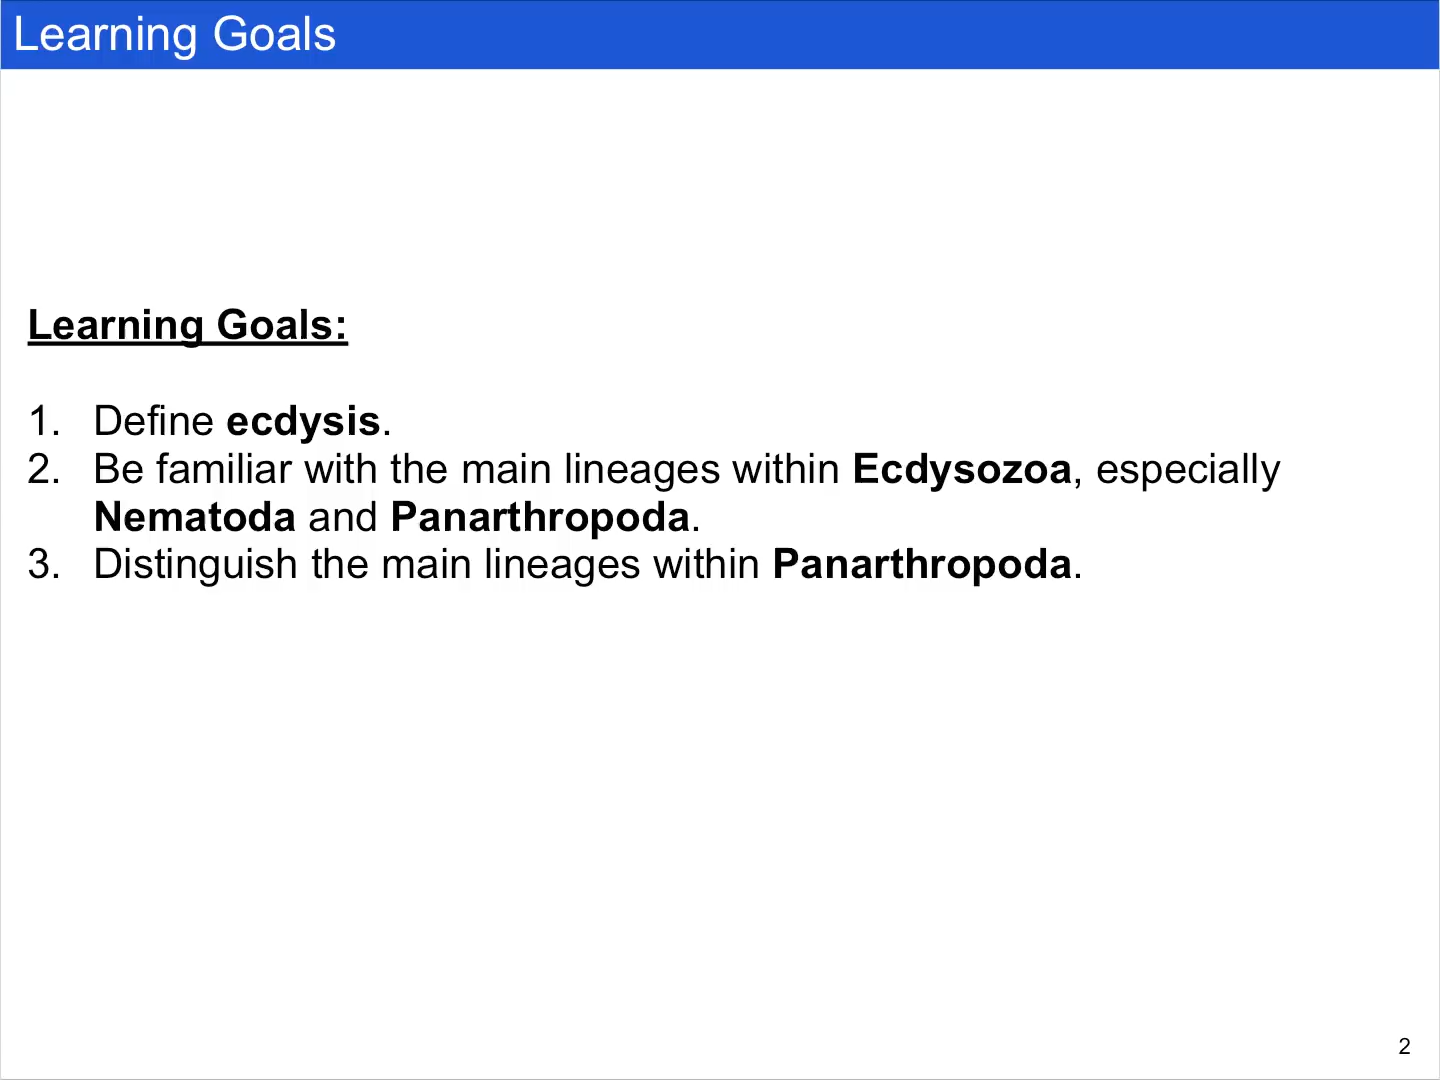 Learning Goals
Learning Goals:
1. Define ecdysis.
2. Be familiar with the main lineages within Ecdysozoa, especially
Nematoda and Panarthropoda.
3. Distinguish the main lineages within Panarthropoda.
2